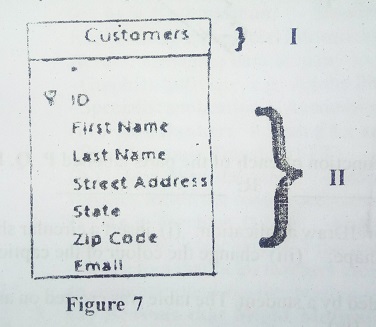 Customers } I
*
ID
First Name
Last Name
Street Address } II
State
Zip Code
Email
Figure 7